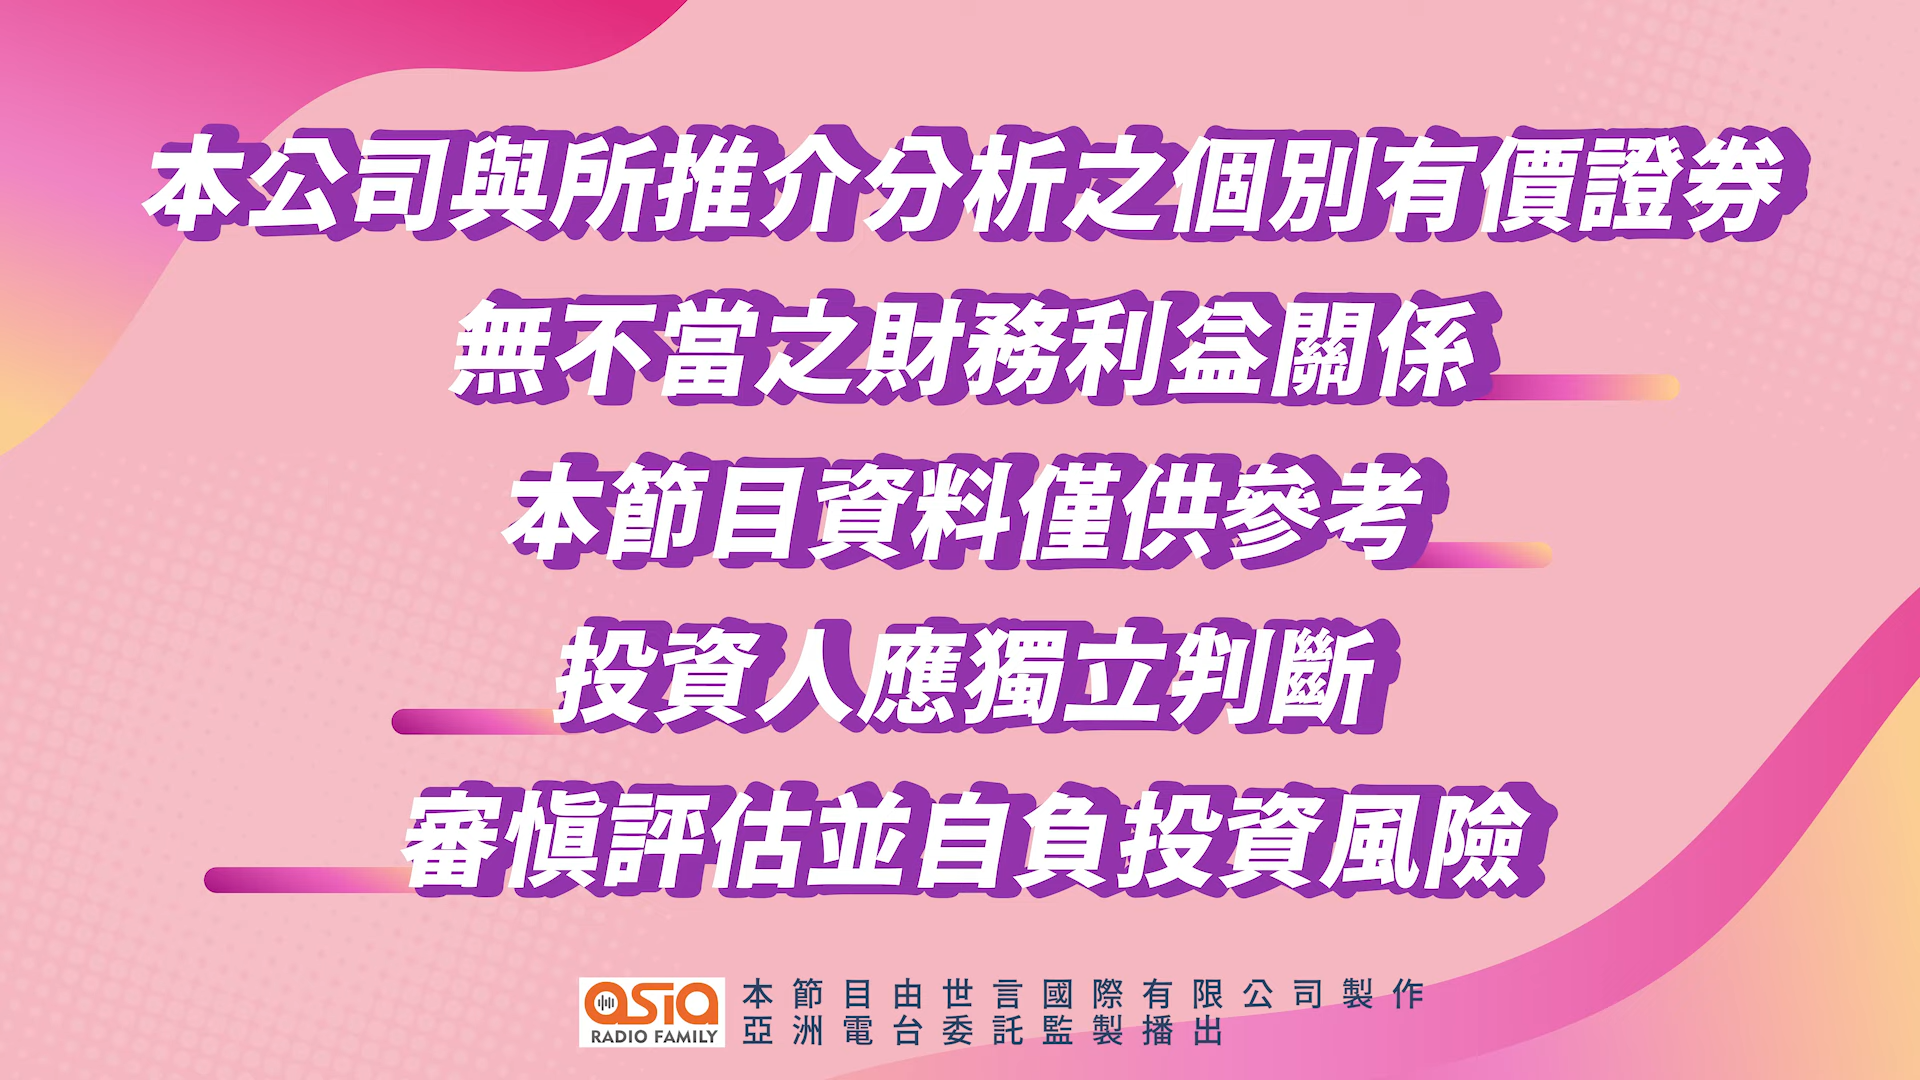 本公司與所推介分析之個別有價證券
無不當之財務利益關係
本節目資料僅供參考
投資人應獨立判斷
審慎評估並自負投資風險
asia
RADIO FAMILY
本節目由世言國際有限公司製作
亞洲電台委託監製播出